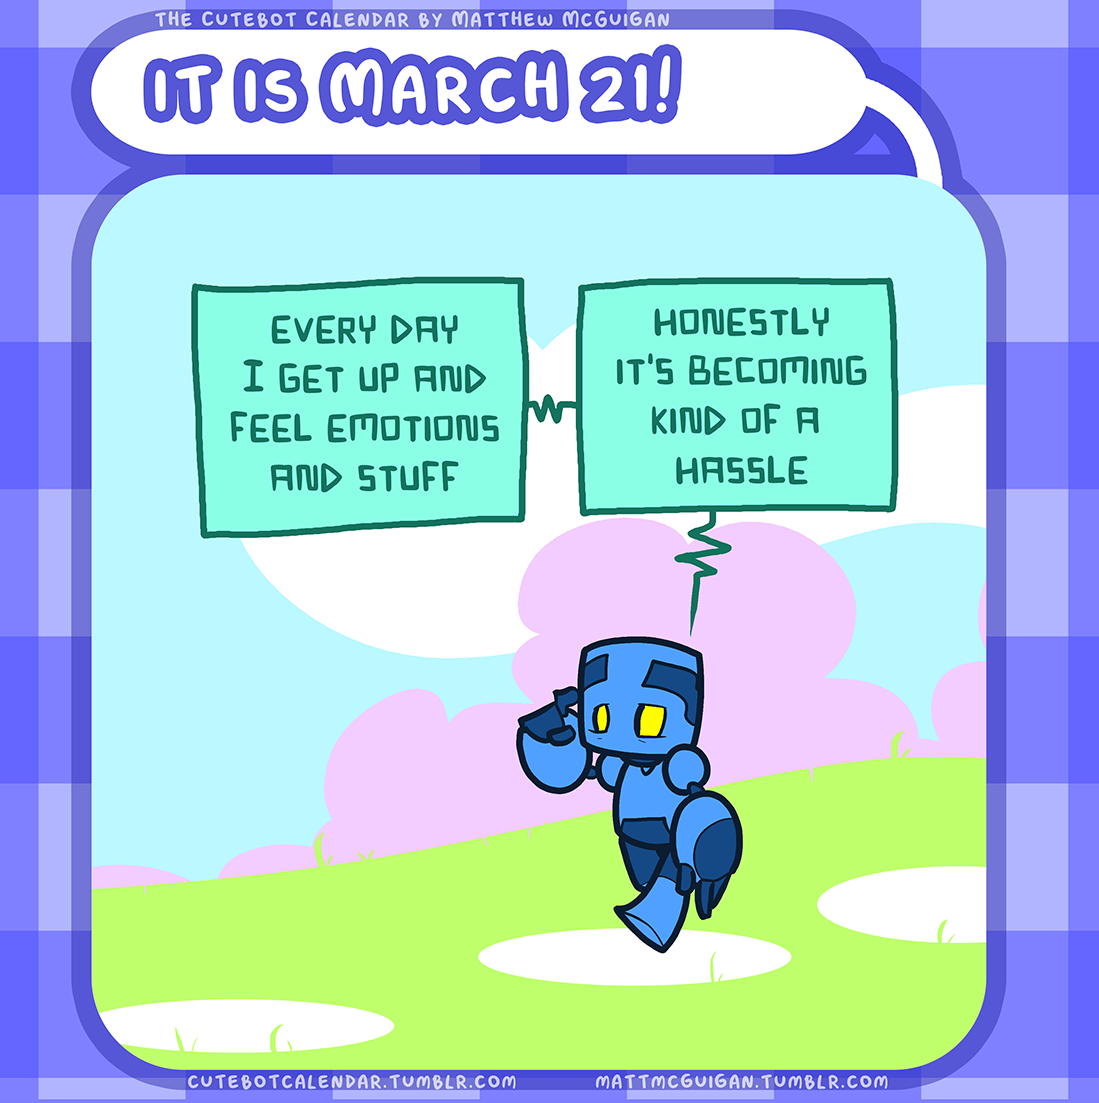 THE CUTEBOT CALENDAR BY MATTHEW MCGUIGAN
IT IS MARCH 21!
EVERY DAY
I GET UP AND
FEEL EMOTIONS
AND STUFF
HONESTLY
IT'S BECOMING
KIND OF A
HASSLE
CUTEBOTCALENDAR.TUMBLR.COM
MATTMCGUIGAN.TUMBLR.COM